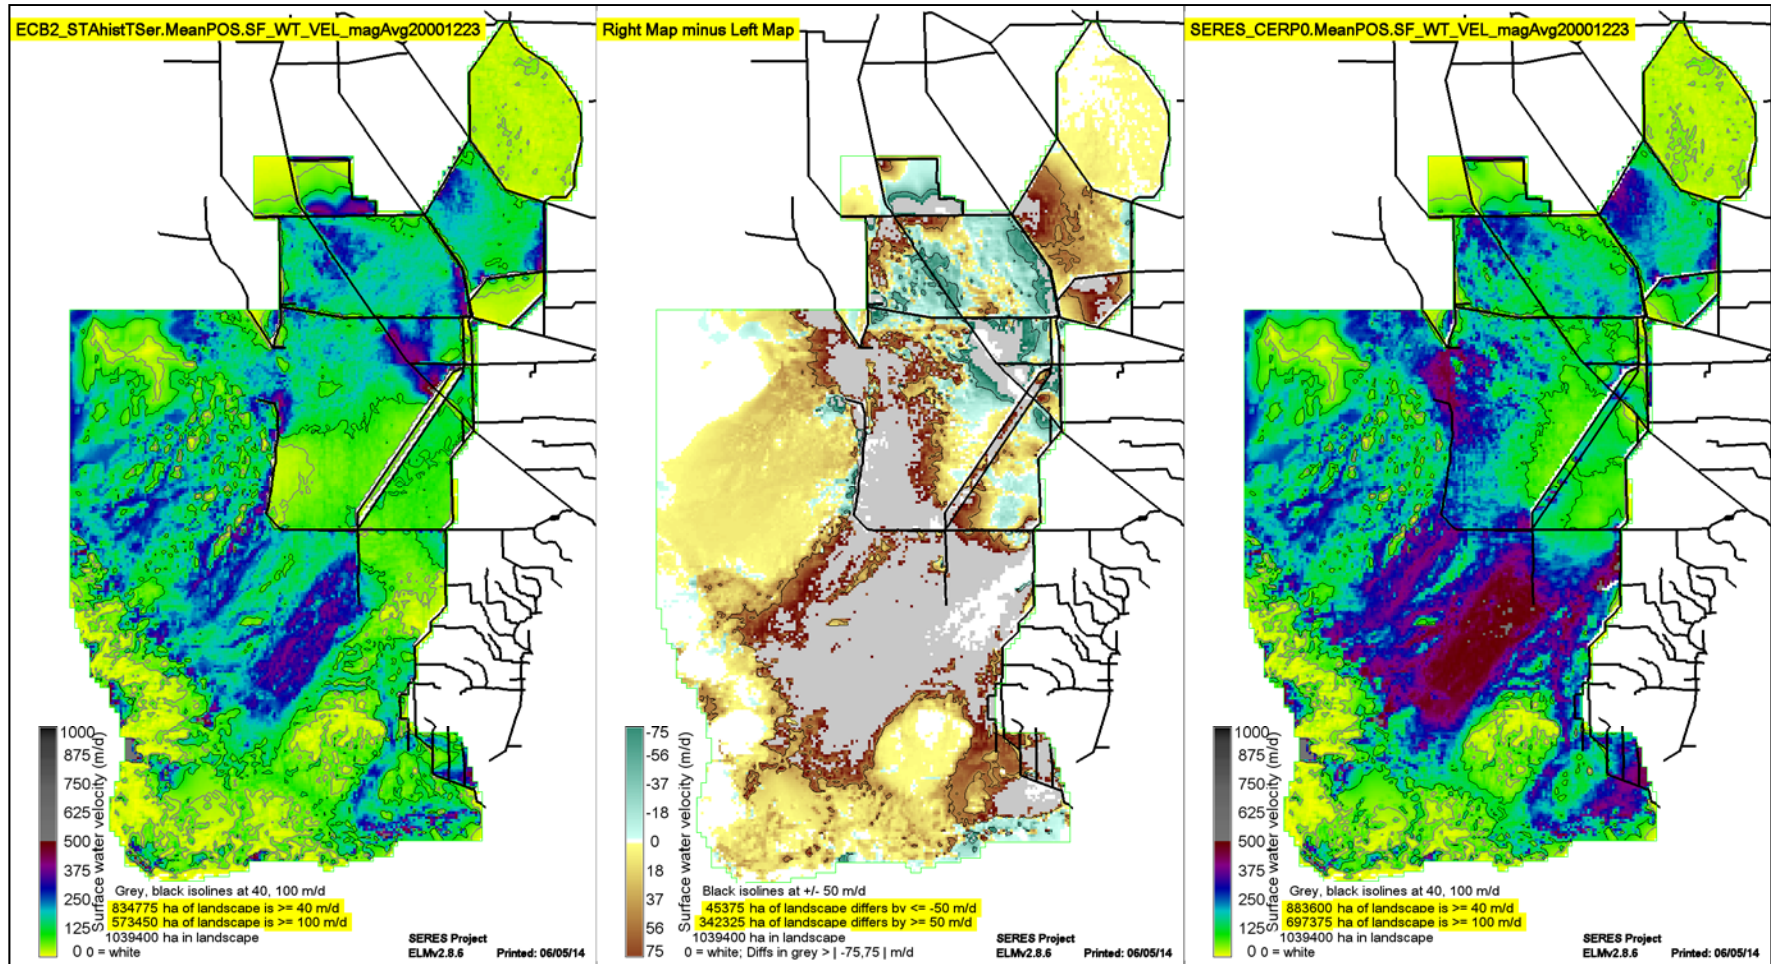 ECB2_STAhistTSer.MeanPOS.SF_WT_VEL_magAvg20001223
1000
875
750
625
500
375
250
125
0
Surface water velocity (m/d)
Grey, black isolines at 40, 100 m/d
834775 ha of landscape is >= 40 m/d
573450 ha of landscape is >= 100 m/d
1039400 ha in landscape
0 = white
SERES Project
ELMv2.8.6 Printed: 06/05/14
Right Map minus Left Map
-75
-56
-37
-18
0
18
37
56
75
Surface water velocity (m/d)
Black isolines at +/- 50 m/d
45375 ha of landscape differs by <= -50 m/d
342325 ha of landscape differs by >= 50 m/d
1039400 ha in landscape
0 = white; Diffs in grey > | -75,75 | m/d
SERES Project
ELMv2.8.6 Printed: 06/05/14
SERES_CERP0.MeanPOS.SF_WT_VEL_magAvg20001223
1000
875
750
625
500
375
250
125
0
Surface water velocity (m/d)
Grey, black isolines at 40, 100 m/d
883600 ha of landscape is >= 40 m/d
697375 ha of landscape is >= 100 m/d
1039400 ha in landscape
0 = white
SERES Project
ELMv2.8.6 Printed: 06/05/14